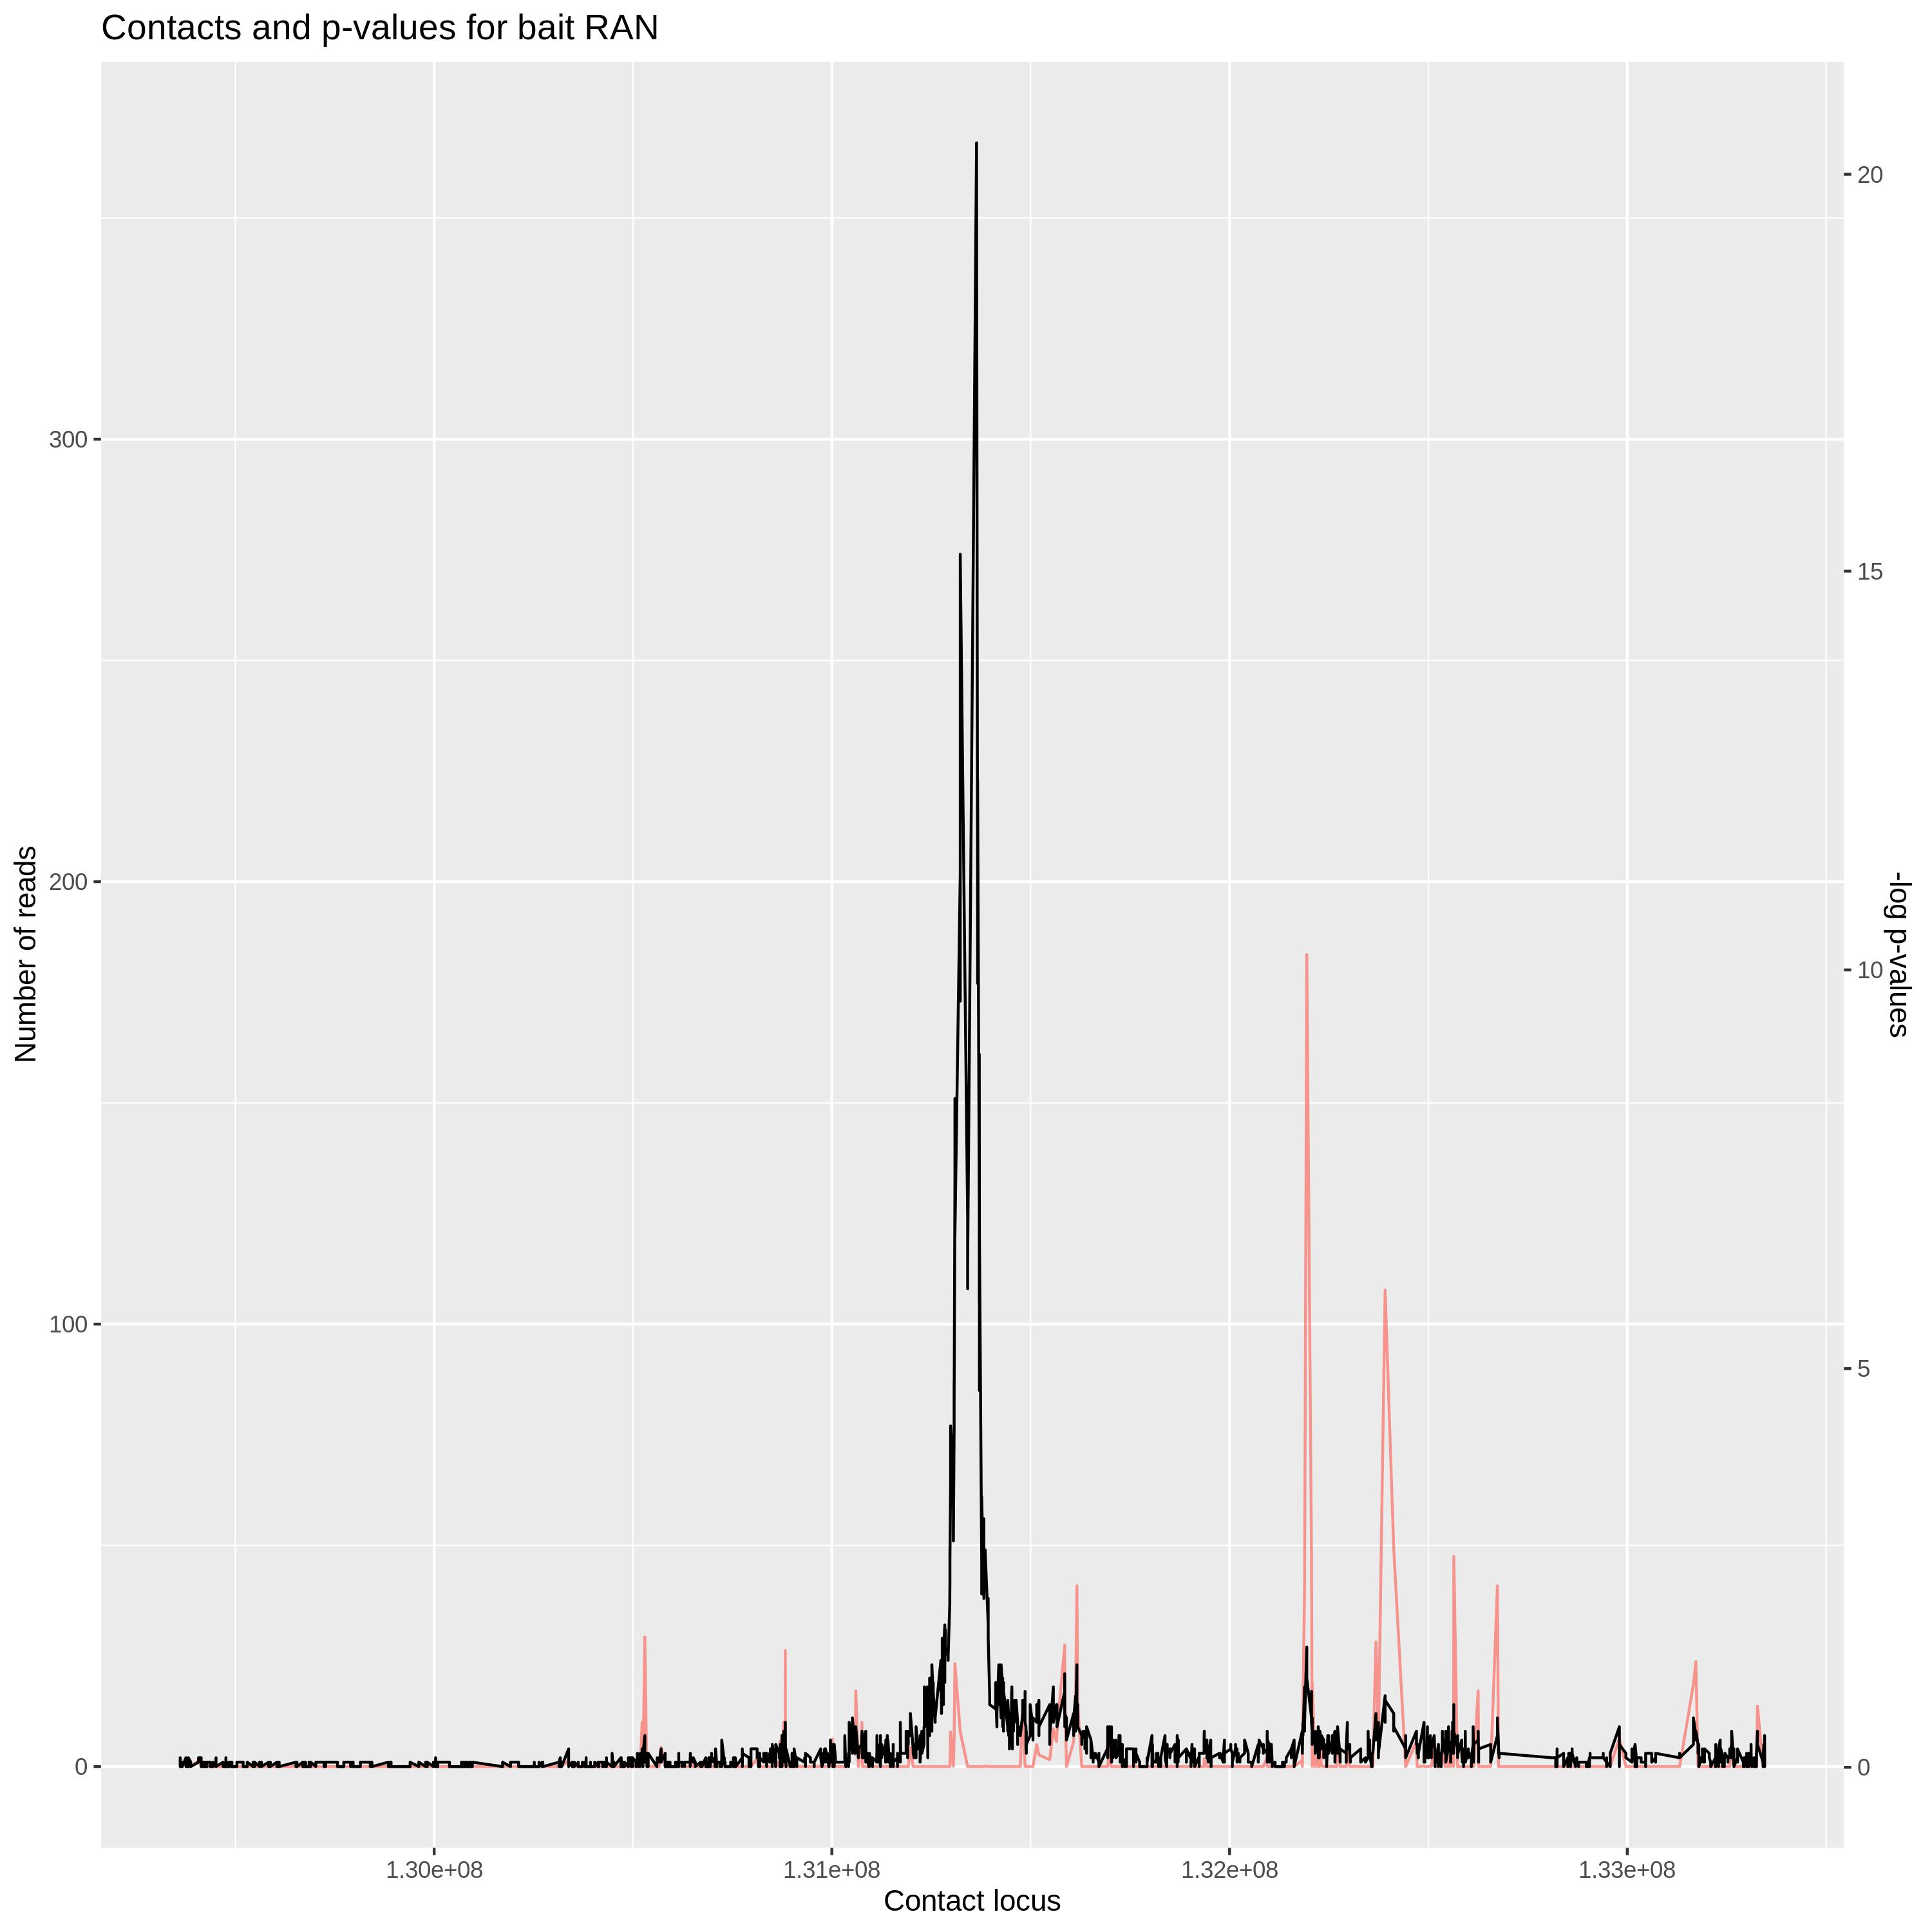 Contacts and p-values for bait RAN
Number of reads
300
200
100
0
20
15
10
5
0
-log p-values
1.30e+08
1.31e+08
1.32e+08
1.33e+08
Contact locus